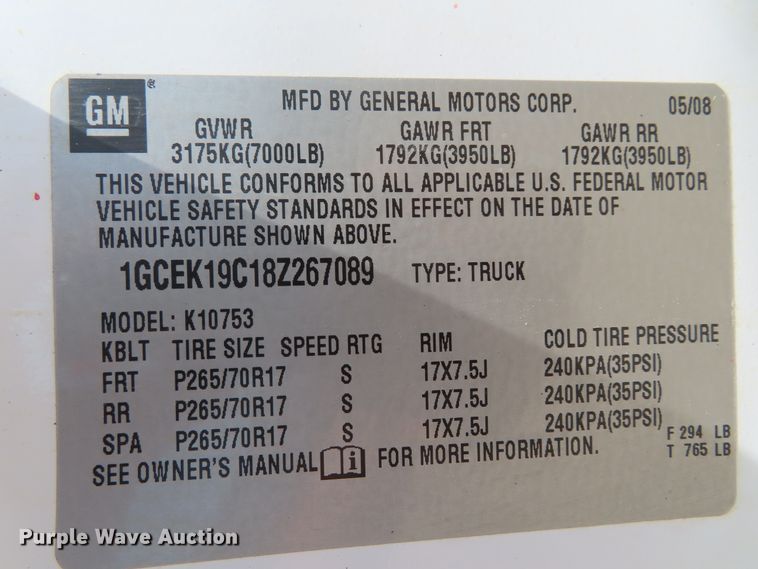 GM ®
MFD BY GENERAL MOTORS CORP. 05/08
GVWR GAWR FRT GAWR RR
3175KG(7000LB) 1792KG(3950LB) 1792KG(3950LB)
THIS VEHICLE CONFORMS TO ALL APPLICABLE U.S. FEDERAL MOTOR
VEHICLE SAFETY STANDARDS IN EFFECT ON THE DATE OF
MANUFACTURE SHOWN ABOVE.
1GCEK19C18Z267089 TYPE: TRUCK
MODEL: K10753
KBLT TIRE SIZE SPEED RTG RIM COLD TIRE PRESSURE
FRT P265/70R17 S 17X7.5J 240KPA(35PSI)
RR P265/70R17 S 17X7.5J 240KPA(35PSI)
SPA P265/70R17 S 17X7.5J 240KPA(35PSI)
F 294 LB
SEE OWNER'S MANUAL i FOR MORE INFORMATION. T 765 LB
Purple Wave Auction